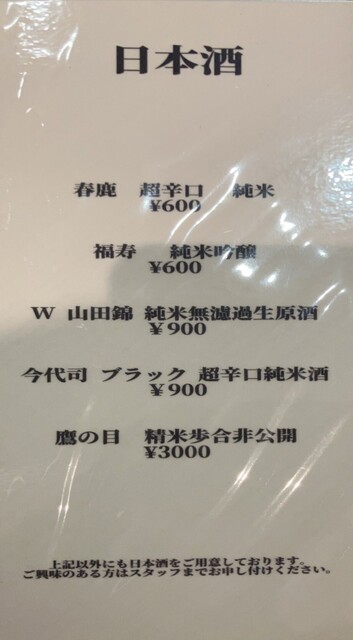 日本酒
春鹿 超辛口 純米
¥600
福寿 純米吟醸
¥600
W 山田錦 純米無濾過生原酒
¥900
今代司 ブラック 超辛口純米酒
¥900
鷹の目 精米歩合非公開
¥3000
上記以外にも日本酒をご用意しております。
ご興味のある方はスタッフまでお申し付けください。